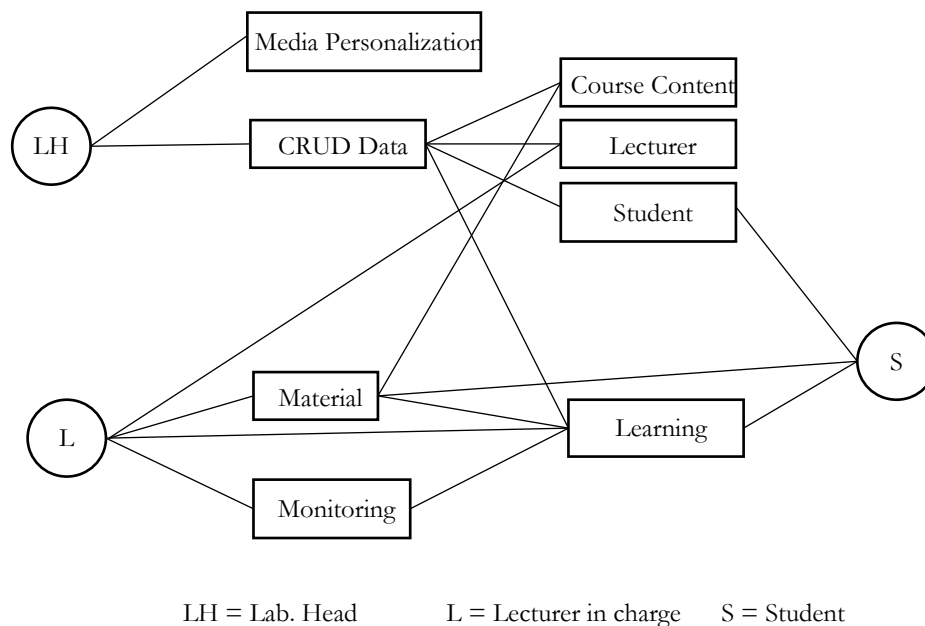 Media Personalization
Course Content
LH
CRUD Data
Lecturer
Student
S
Material
Learning
L
Monitoring
LH = Lab. Head L = Lecturer in charge S = Student